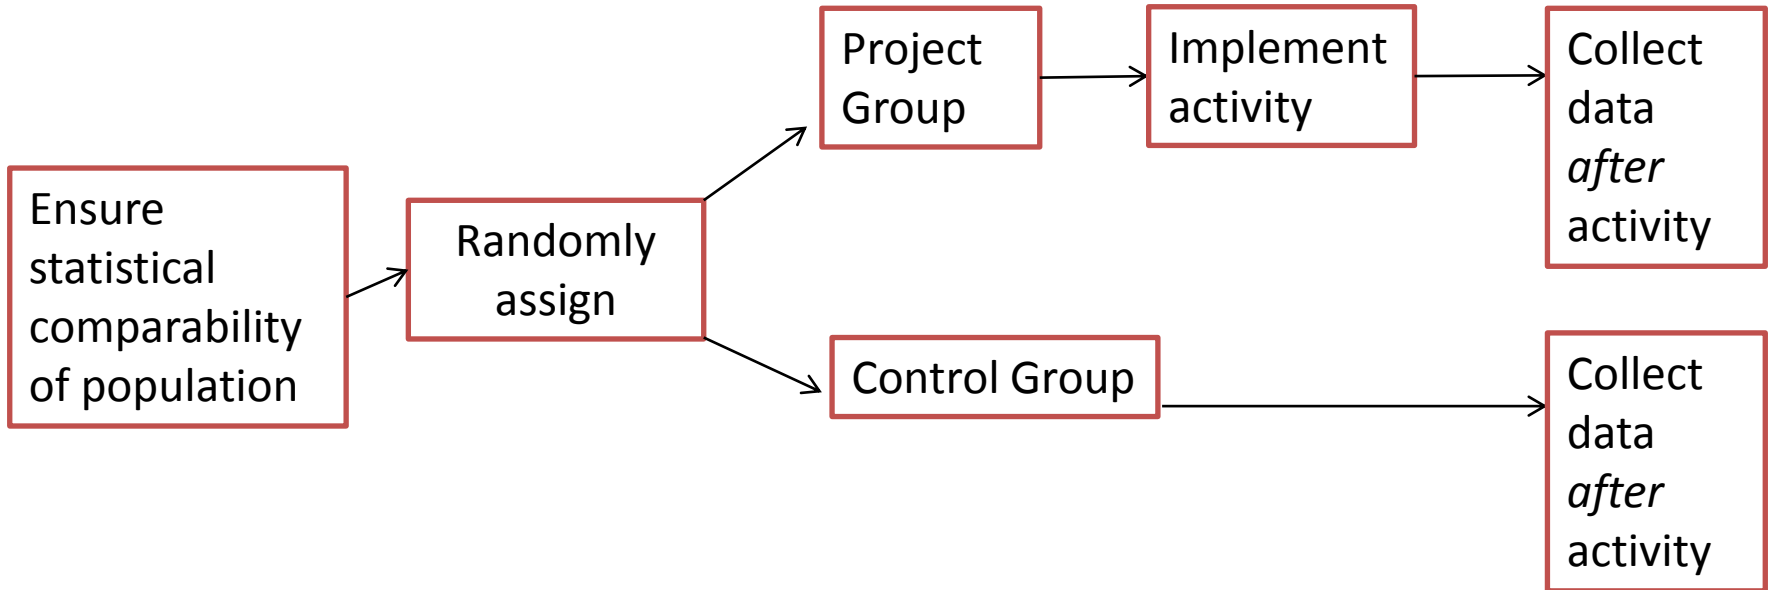 Ensure
statistical
comparability
of population
Randomly
assign
Project
Group
Implement
activity
Collect
data
after
activity
Control Group
Collect
data
after
activity